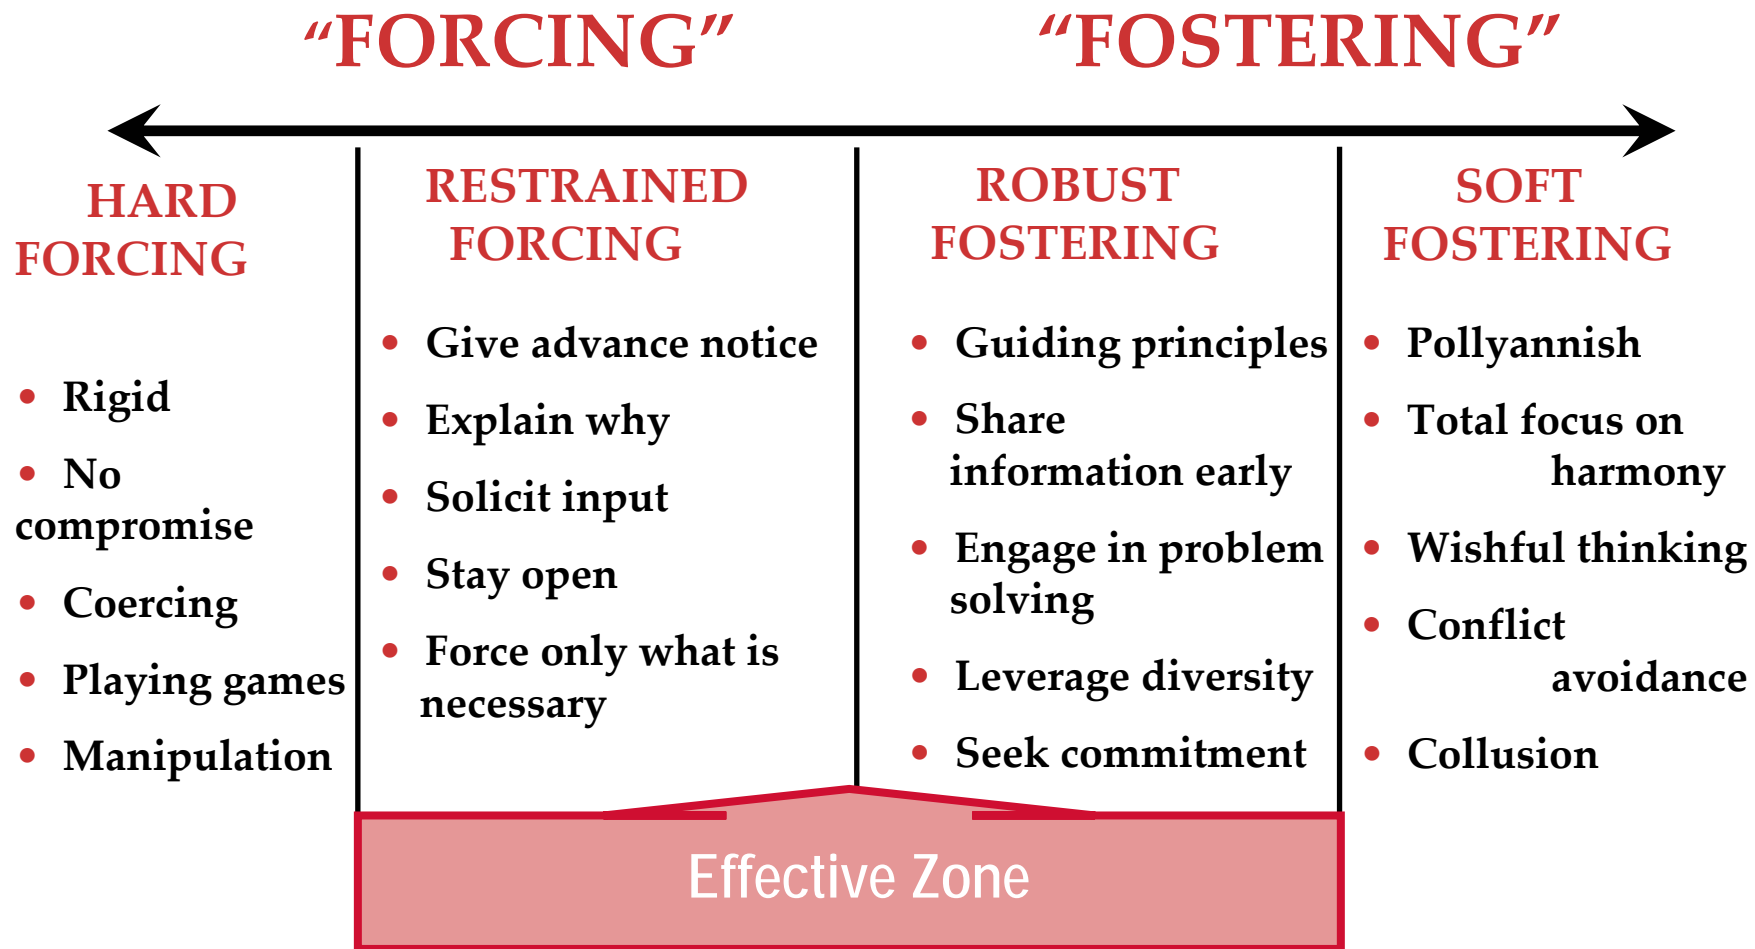 “FORCING”
“FOSTERING”
HARD
FORCING
• Rigid
• No
compromise
• Coercing
• Playing games
• Manipulation
RESTRAINED
FORCING
• Give advance notice
• Explain why
• Solicit input
• Stay open
• Force only what is
necessary
ROBUST
FOSTERING
• Guiding principles
• Share
information early
• Engage in problem
solving
• Leverage diversity
• Seek commitment
SOFT
FOSTERING
• Pollyannish
• Total focus on
harmony
• Wishful thinking
• Conflict
avoidance
• Collusion
Effective Zone